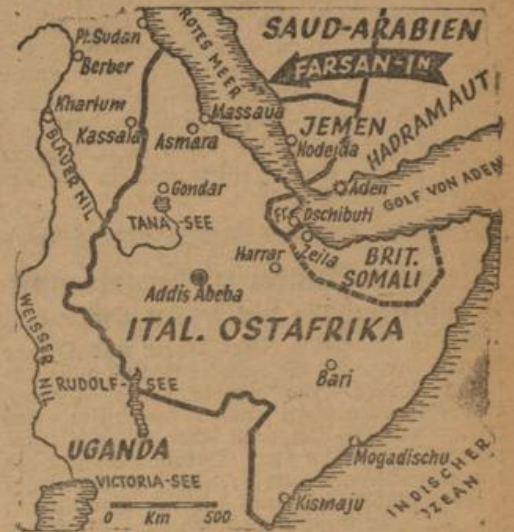 SAUD-ARABIEN
Pt. Sudan
ROTES MEER
FARSAN-IN
Berber
Khartum
Massaua
HADRAMAUT
Kassala
Asmara
JEMEN
Hodeida
BLAUER NIL
Aden
GOLF VON ADEN
Gondar
Dschibuti
TANA-SEE
Zeila
Harrar
BRIT.
SOMALI
Addis Abeba
WEISSER NIL
ITAL. OSTAFRIKA
Bari
RUDOLF-SEE
UGANDA
Mogadischu
VICTORIA-SEE
INDISCHER
OZEAN
Kismaju
0 Km 500